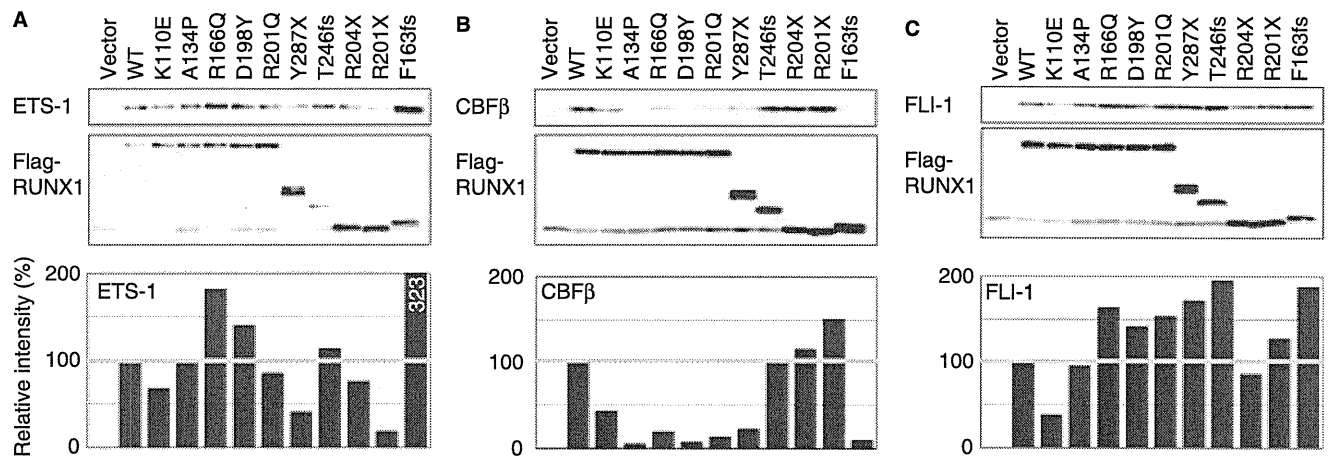 A
Vector
WT
K110E
A134P
R166Q
D198Y
R201Q
Y287X
T246fs
R204X
R201X
F163fs
ETS-1
Flag-
RUNX1
Relative intensity (%)
200
100
0
ETS-1
323
B
Vector
WT
K110E
A134P
R166Q
D198Y
R201Q
Y287X
T246fs
R204X
R201X
F163fs
CBFβ
Flag-
RUNX1
200
100
0
CBFβ
C
Vector
WT
K110E
A134P
R166Q
D198Y
R201Q
Y287X
T246fs
R204X
R201X
F163fs
FLI-1
Flag-
RUNX1
200
100
0
FLI-1